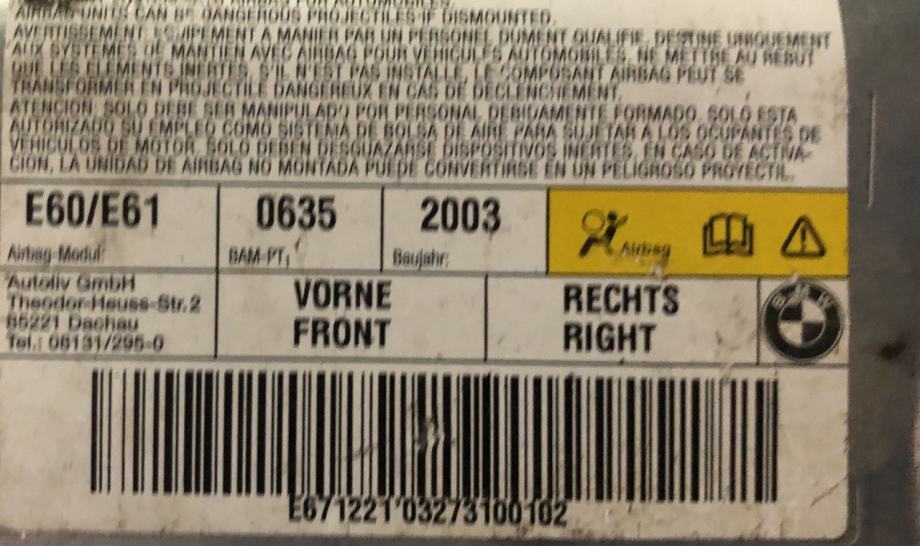 AIRBAG-UNITS CAN BE DANGEROUS PROJECTILES IF DISMOUNTED.
AVERTISSEMENT: EQUIPEMENT A MANIER PAR UN PERSONEL DUMENT QUALIFIE, DESTINE UNIQUEMENT
AUX SYSTEMES DE MANTIEN AVEC AIRBAG POUR VEHICULES AUTOMOBILES. NE METTRE AU REBUT
QUE LES ELEMENTS INERTES. S'IL N'EST PAS INSTALLE, LE COMPOSANT AIRBAG PEUT SE
TRANSFORMER EN PROJECTILE DANGEREUX EN CAS DE DECLENCHEMENT.
ATENCION: SOLO DEBE SER MANIPULADO POR PERSONAL DEBIDAMENTE FORMADO. SOLO ESTA
AUTORIZADO SU EMPLEO COMO SISTEMA DE BOLSA DE AIRE PARA SUJETAR A LOS OCUPANTES DE
VEHICULOS DE MOTOR. SOLO DEBEN DESGUAZARSE DISPOSITIVOS INERTES. EN CASO DE ACTIVA-
CION, LA UNIDAD DE AIRBAG NO MONTADA PUEDE CONVERTIRSE EN UN PELIGROSO PROYECTIL.
E60/E61
Airbag-Modul:
0635
BAM-PT
2003
Baujahr:
Airbag
Autoliv GmbH
Theodor-Heuss-Str.2
85221 Dachau
Tel.: 08131/295-0
VORNE
FRONT
RECHTS
RIGHT
BMW
E671221'03273100102